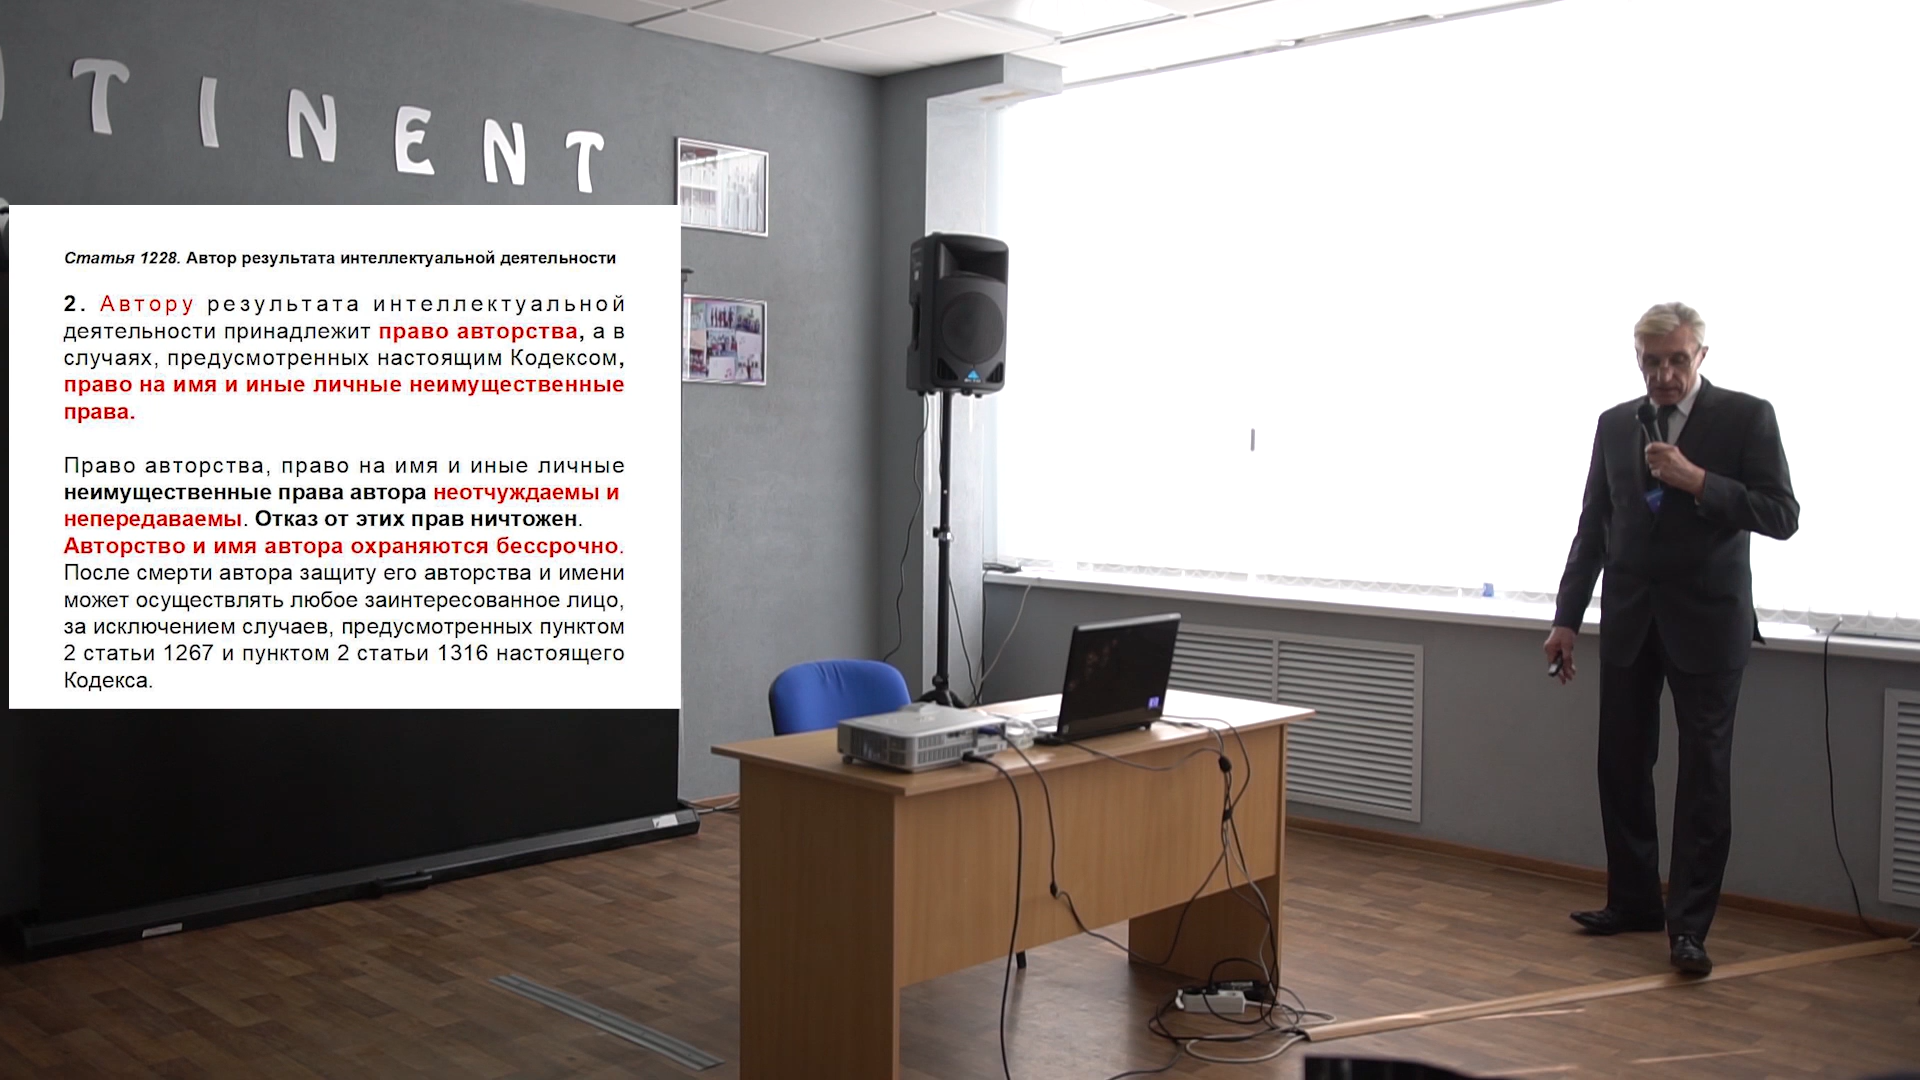 TINENT
Статья 1228. Автор результата интеллектуальной деятельности
2. Автору результата интеллектуальной
деятельности принадлежит право авторства, а в
случаях, предусмотренных настоящим Кодексом,
право на имя и иные личные неимущественные
права.
Право авторства, право на имя и иные личные
неимущественные права автора неотчуждаемы и
непередаваемы. Отказ от этих прав ничтожен.
Авторство и имя автора охраняются бессрочно.
После смерти автора защиту его авторства и имени
может осуществлять любое заинтересованное лицо,
за исключением случаев, предусмотренных пунктом
2 статьи 1267 и пунктом 2 статьи 1316 настоящего
Кодекса.